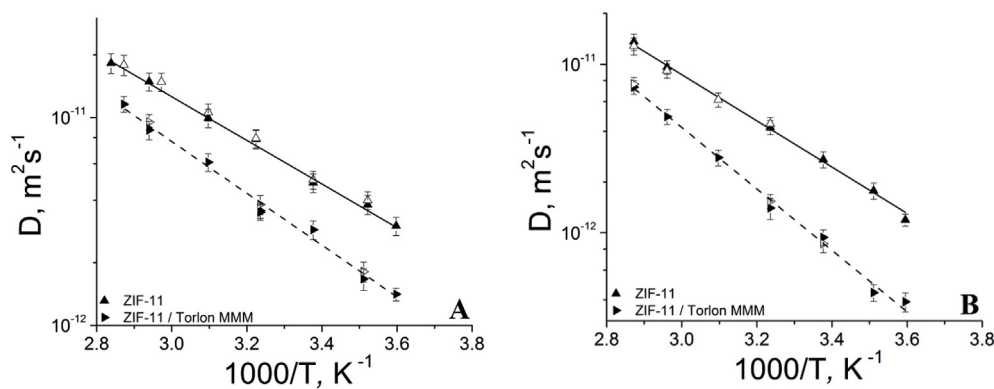 10⁻¹¹
10⁻¹²
D, m²s⁻¹
ZIF-11
ZIF-11 / Torlon MMM
A
2.8 3.0 3.2 3.4 3.6 3.8
1000/T, K⁻¹
10⁻¹¹
10⁻¹²
D, m²s⁻¹
ZIF-11
ZIF-11 / Torlon MMM
B
2.8 3.0 3.2 3.4 3.6 3.8
1000/T, K⁻¹